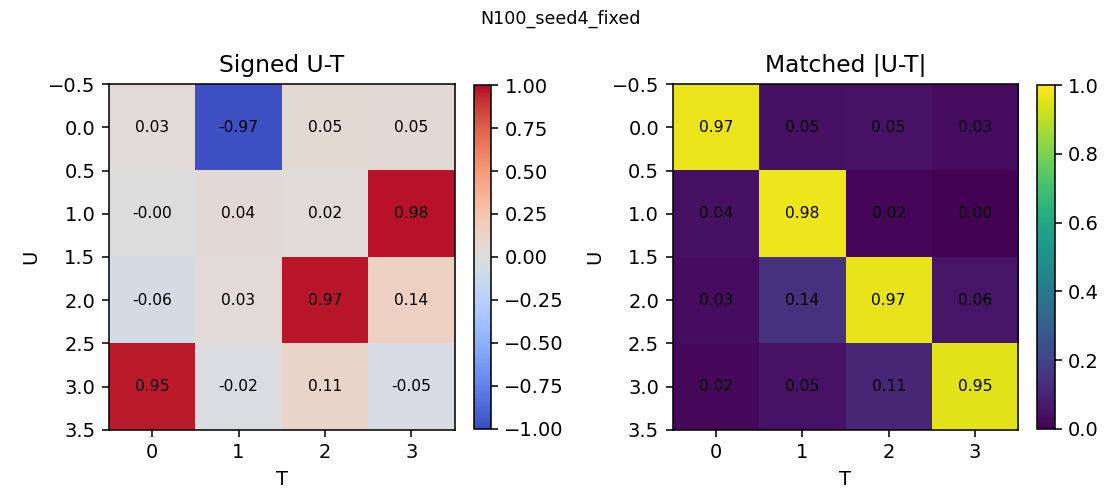 N100_seed4_fixed
Signed U-T
Matched |U-T|
−0.5
0.0
0.5
1.0
1.5
2.0
2.5
3.0
3.5
U
0.03 -0.97 0.05 0.05
-0.00 0.04 0.02 0.98
-0.06 0.03 0.97 0.14
0.95 -0.02 0.11 -0.05
0 1 2 3
T
1.00
0.75
0.50
0.25
0.00
−0.25
−0.50
−0.75
−1.00
−0.5
0.0
0.5
1.0
1.5
2.0
2.5
3.0
3.5
U
0.97 0.05 0.05 0.03
0.04 0.98 0.02 0.00
0.03 0.14 0.97 0.06
0.02 0.05 0.11 0.95
0 1 2 3
T
1.0
0.8
0.6
0.4
0.2
0.0